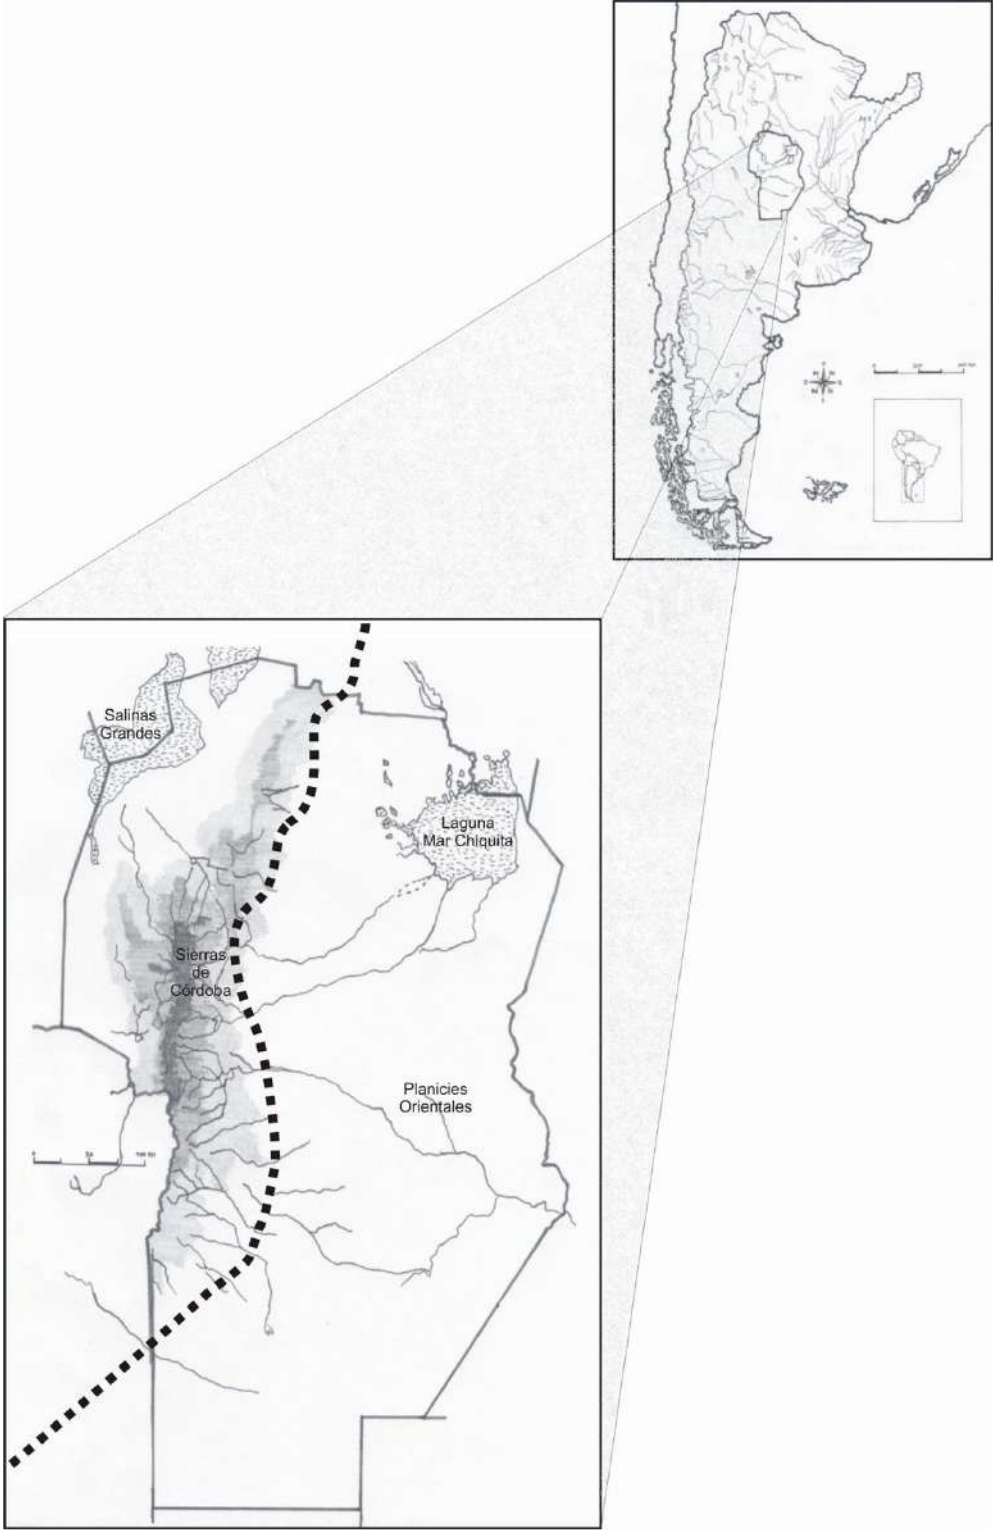 Salinas
Grandes
Laguna
Mar Chiquita
Sierras
de
Córdoba
Planicies
Orientales